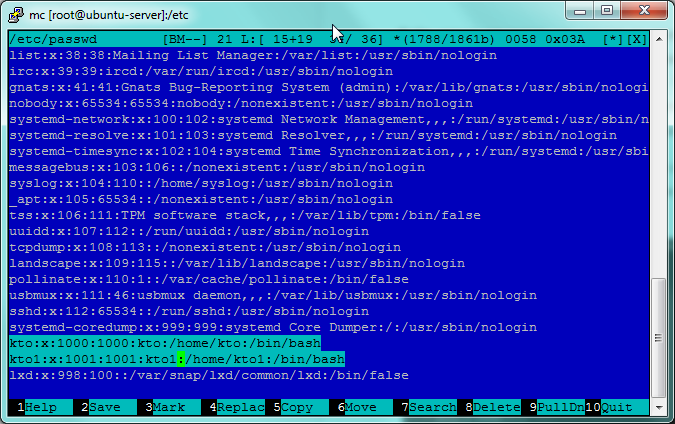 mc [root@ubuntu-server]:/etc
/etc/passwd [BM--] 21 L:[ 15+19 / 36] *(1788/1861b) 0058 0x03A [*][X]
list:x:38:38:Mailing List Manager:/var/list:/usr/sbin/nologin
irc:x:39:39:ircd:/var/run/ircd:/usr/sbin/nologin
gnats:x:41:41:Gnats Bug-Reporting System (admin):/var/lib/gnats:/usr/sbin/nologin
nobody:x:65534:65534:nobody:/nonexistent:/usr/sbin/nologin
systemd-network:x:100:102:systemd Network Management,,,:/run/systemd:/usr/sbin/n
systemd-resolve:x:101:103:systemd Resolver,,,:/run/systemd:/usr/sbin/nologin
systemd-timesync:x:102:104:systemd Time Synchronization,,,:/run/systemd:/usr/sbi
messagebus:x:103:106::/nonexistent:/usr/sbin/nologin
syslog:x:104:110::/home/syslog:/usr/sbin/nologin
_apt:x:105:65534::/nonexistent:/usr/sbin/nologin
tss:x:106:111:TPM software stack,,,:/var/lib/tpm:/bin/false
uuidd:x:107:112::/run/uuidd:/usr/sbin/nologin
tcpdump:x:108:113::/nonexistent:/usr/sbin/nologin
landscape:x:109:115::/var/lib/landscape:/usr/sbin/nologin
pollinate:x:110:1::/var/cache/pollinate:/bin/false
usbmux:x:111:46:usbmux daemon,,,:/var/lib/usbmux:/usr/sbin/nologin
sshd:x:112:65534::/run/sshd:/usr/sbin/nologin
systemd-coredump:x:999:999:systemd Core Dumper:/:/usr/sbin/nologin
kto:x:1000:1000:kto:/home/kto:/bin/bash
kto1:x:1001:1001:kto1:/home/kto1:/bin/bash
lxd:x:998:100::/var/snap/lxd/common/lxd:/bin/false
1Help 2Save 3Mark 4Replac 5Copy 6Move 7Search 8Delete 9PullDn 10Quit